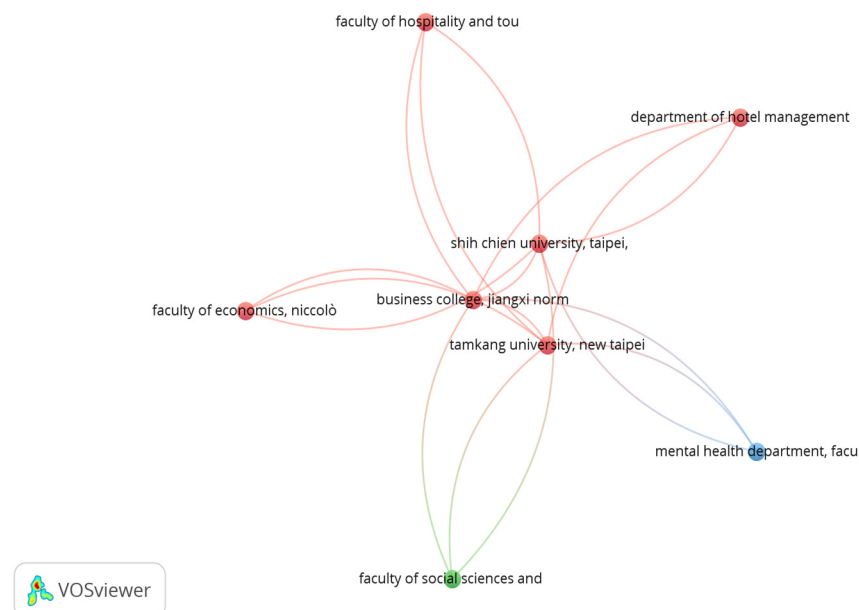 faculty of hospitality and tou
department of hotel management
shih chien university, taipei,
business college, jiangxi norm
faculty of economics, niccolò
tamkang university, new taipei
mental health department, facu
faculty of social sciences and
VOSviewer